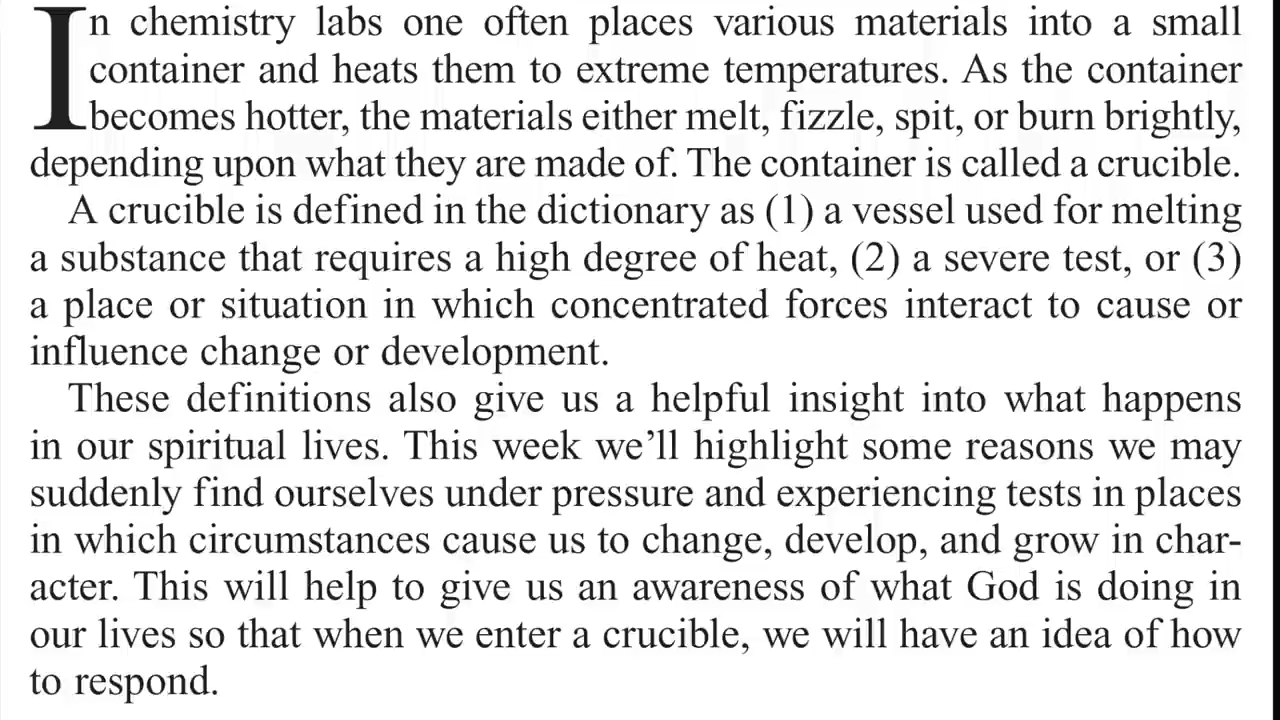 In chemistry labs one often places various materials into a small
container and heats them to extreme temperatures. As the container
becomes hotter, the materials either melt, fizzle, spit, or burn brightly,
depending upon what they are made of. The container is called a crucible.
A crucible is defined in the dictionary as (1) a vessel used for melting
a substance that requires a high degree of heat, (2) a severe test, or (3)
a place or situation in which concentrated forces interact to cause or
influence change or development.
These definitions also give us a helpful insight into what happens
in our spiritual lives. This week we’ll highlight some reasons we may
suddenly find ourselves under pressure and experiencing tests in places
in which circumstances cause us to change, develop, and grow in char-
acter. This will help to give us an awareness of what God is doing in
our lives so that when we enter a crucible, we will have an idea of how
to respond.